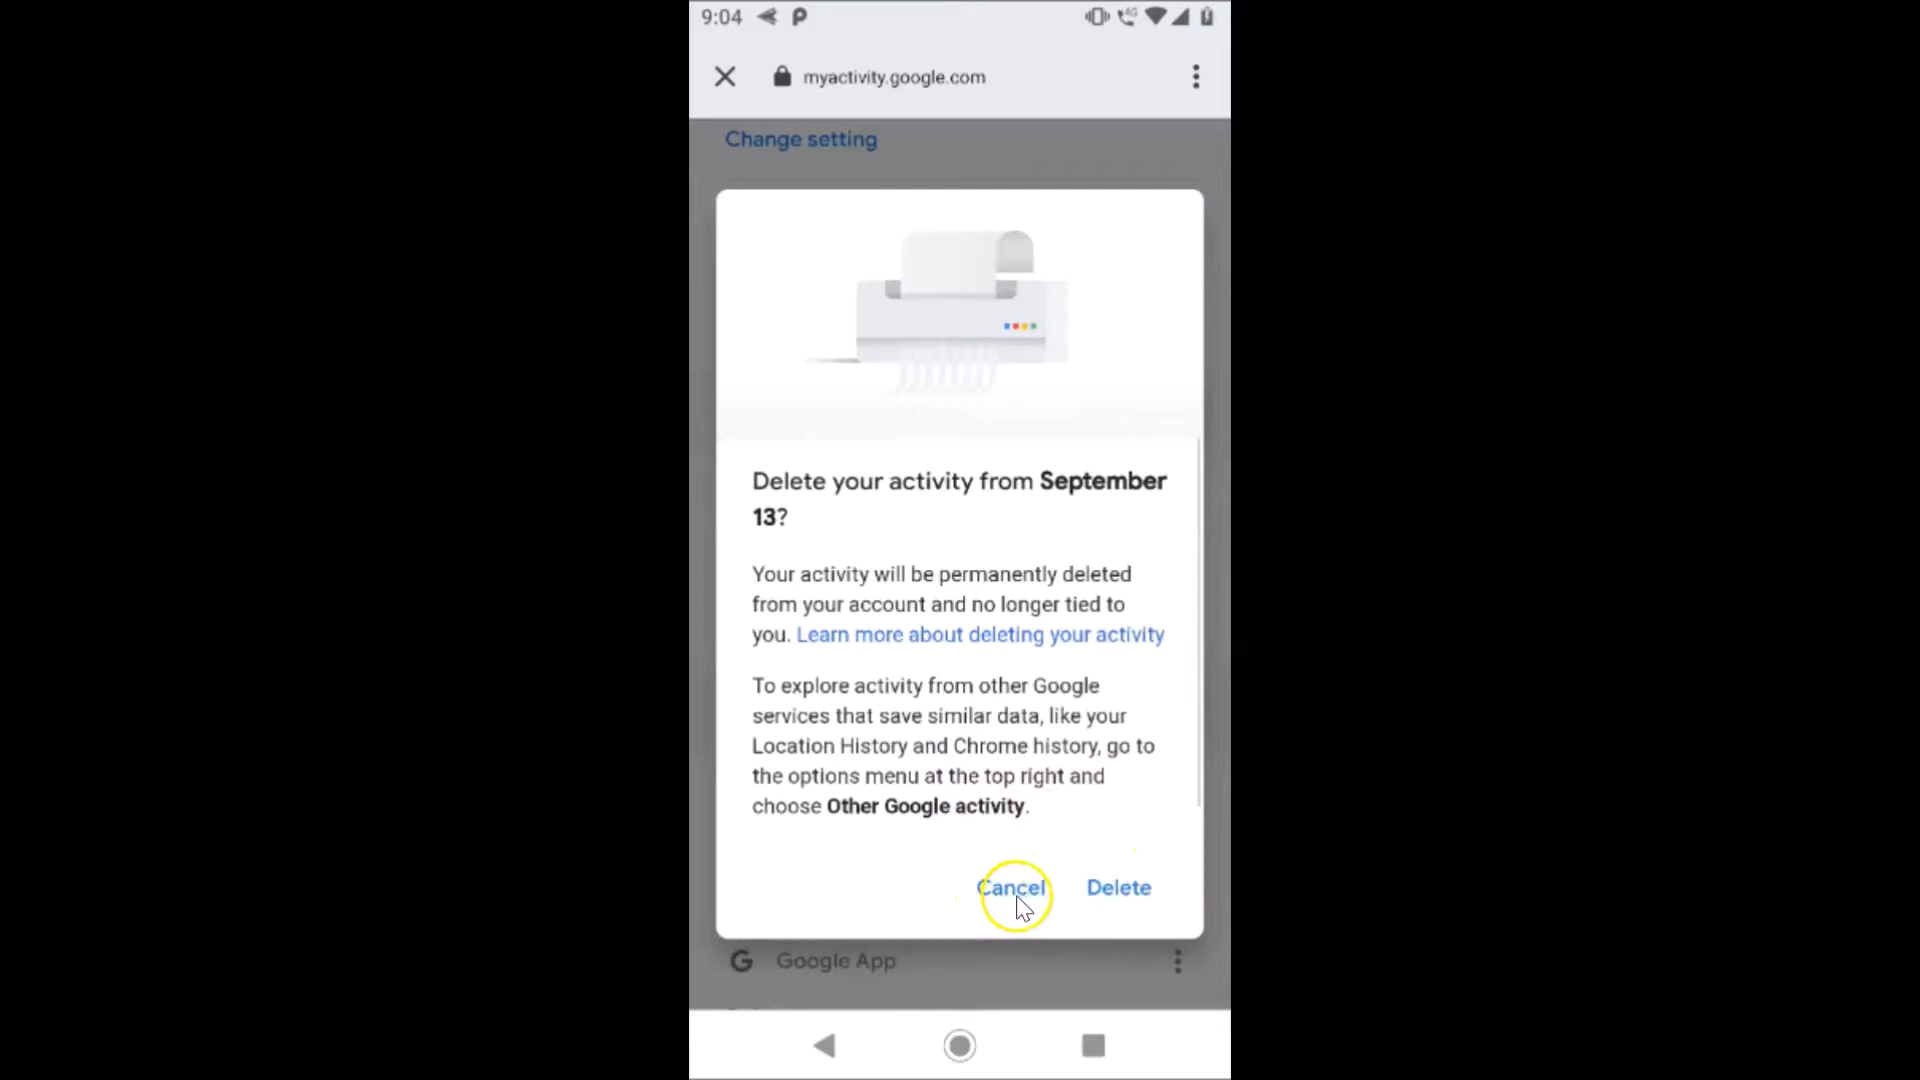 9:04
4G
myactivity.google.com
Change setting
Delete your activity from September
13?
Your activity will be permanently deleted
from your account and no longer tied to
you. Learn more about deleting your activity
To explore activity from other Google
services that save similar data, like your
Location History and Chrome history, go to
the options menu at the top right and
choose Other Google activity.
Cancel
Delete
Google App